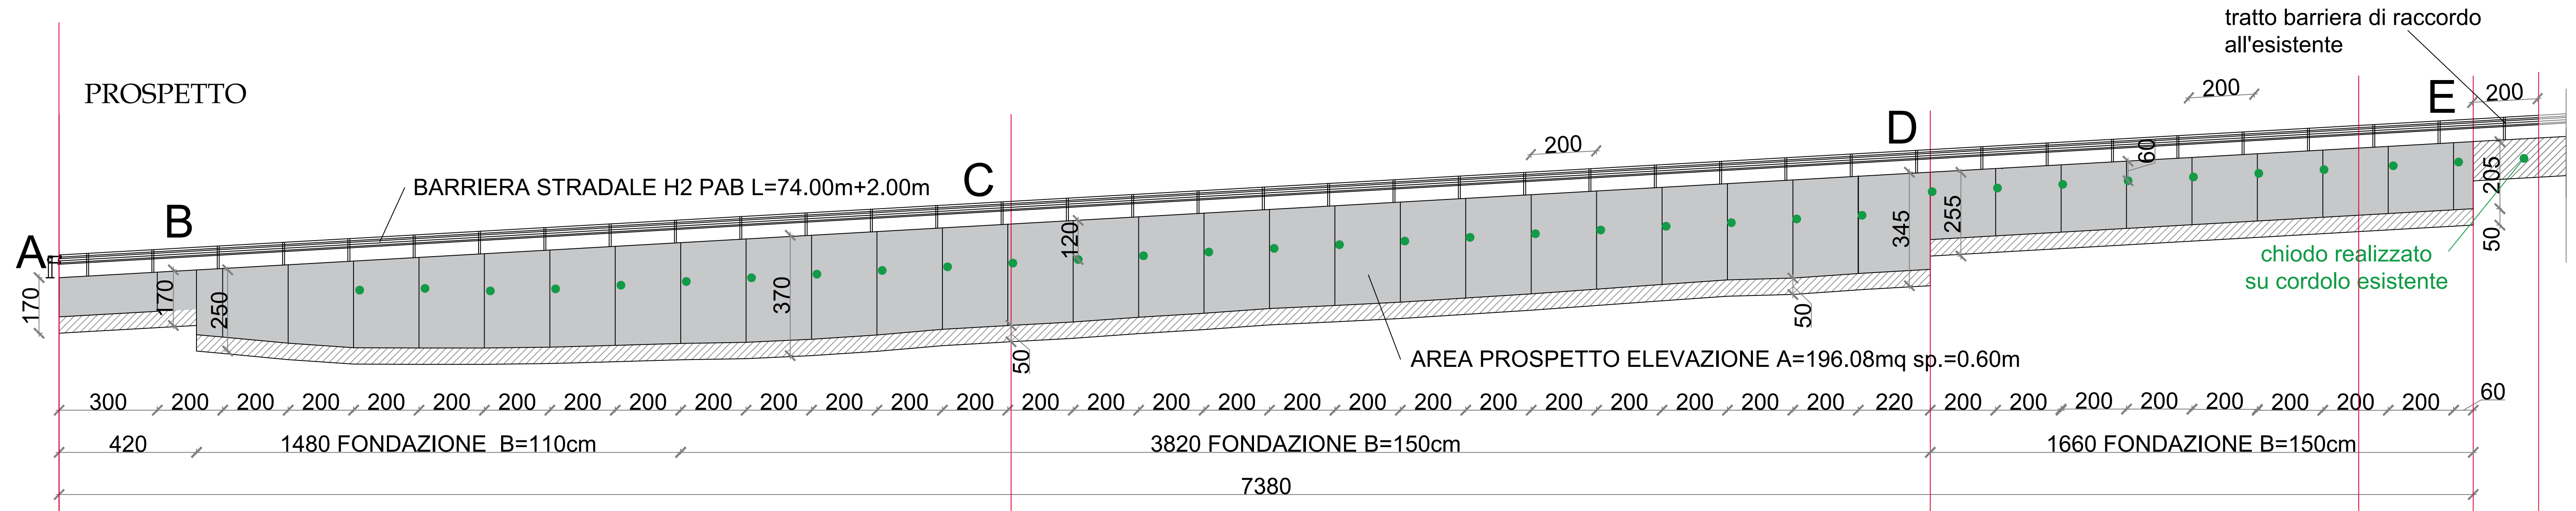 tratto barriera di raccordo
all'esistente
PROSPETTO
E
200
200
D
200
60
C
BARRIERA STRADALE H2 PAB L=74.00m+2.00m
205
B
A
345
255
120
50
chiodo realizzato
su cordolo esistente
170
170
250
370
50
50
AREA PROSPETTO ELEVAZIONE A=196.08mq sp.=0.60m
300 200 200 200 200 200 200 200 200 200 200 200 200 200 200 200 200 200 200 200 200 200 200 200 200 200 200 220 200 200 200 200 200 200 200 200 60
420 1480 FONDAZIONE B=110cm 3820 FONDAZIONE B=150cm 1660 FONDAZIONE B=150cm
7380